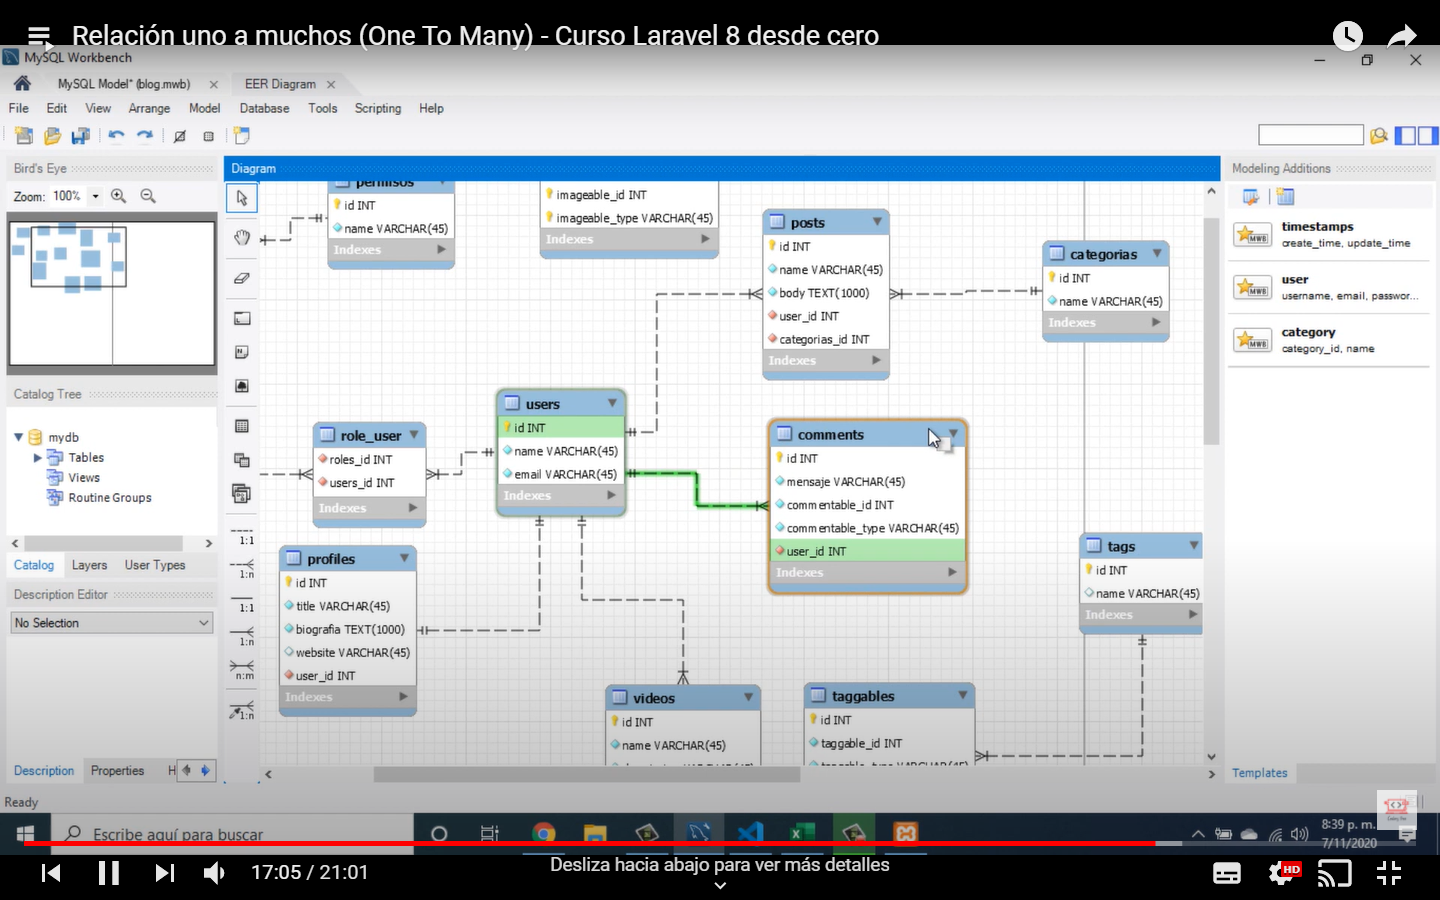 Relación uno a muchos (One To Many) - Curso Laravel 8 desde cero
MySQL Workbench
MySQL Model* (blog.mwb)
EER Diagram
File Edit View Arrange Model Database Tools Scripting Help
Bird's Eye
Zoom: 100%
Catalog Tree
mydb
Tables
Views
Routine Groups
Catalog Layers User Types
Description Editor
No Selection
Description Properties H
Ready
Diagram
1:1
1:n
1:1
1:n
n:m
1:n
permisos
id INT
name VARCHAR(45)
Indexes
imageable_id INT
imageable_type VARCHAR(45)
Indexes
posts
id INT
name VARCHAR(45)
body TEXT(1000)
user_id INT
categorias_id INT
Indexes
categorias
id INT
name VARCHAR(45)
Indexes
role_user
roles_id INT
users_id INT
Indexes
users
id INT
name VARCHAR(45)
email VARCHAR(45)
Indexes
comments
id INT
mensaje VARCHAR(45)
commentable_id INT
commentable_type VARCHAR(45)
user_id INT
Indexes
profiles
id INT
title VARCHAR(45)
biografia TEXT(1000)
website VARCHAR(45)
user_id INT
Indexes
tags
id INT
name VARCHAR(45)
Indexes
videos
id INT
name VARCHAR(45)
taggables
id INT
taggable_id INT
taggable_type VARCHAR(45)
Modeling Additions
timestamps
create_time, update_time
user
username, email, passwor...
category
category_id, name
Templates
Escribe aquí para buscar
8:39 p. m.
7/11/2020
17:05 / 21:01
Desliza hacia abajo para ver más detalles
HD